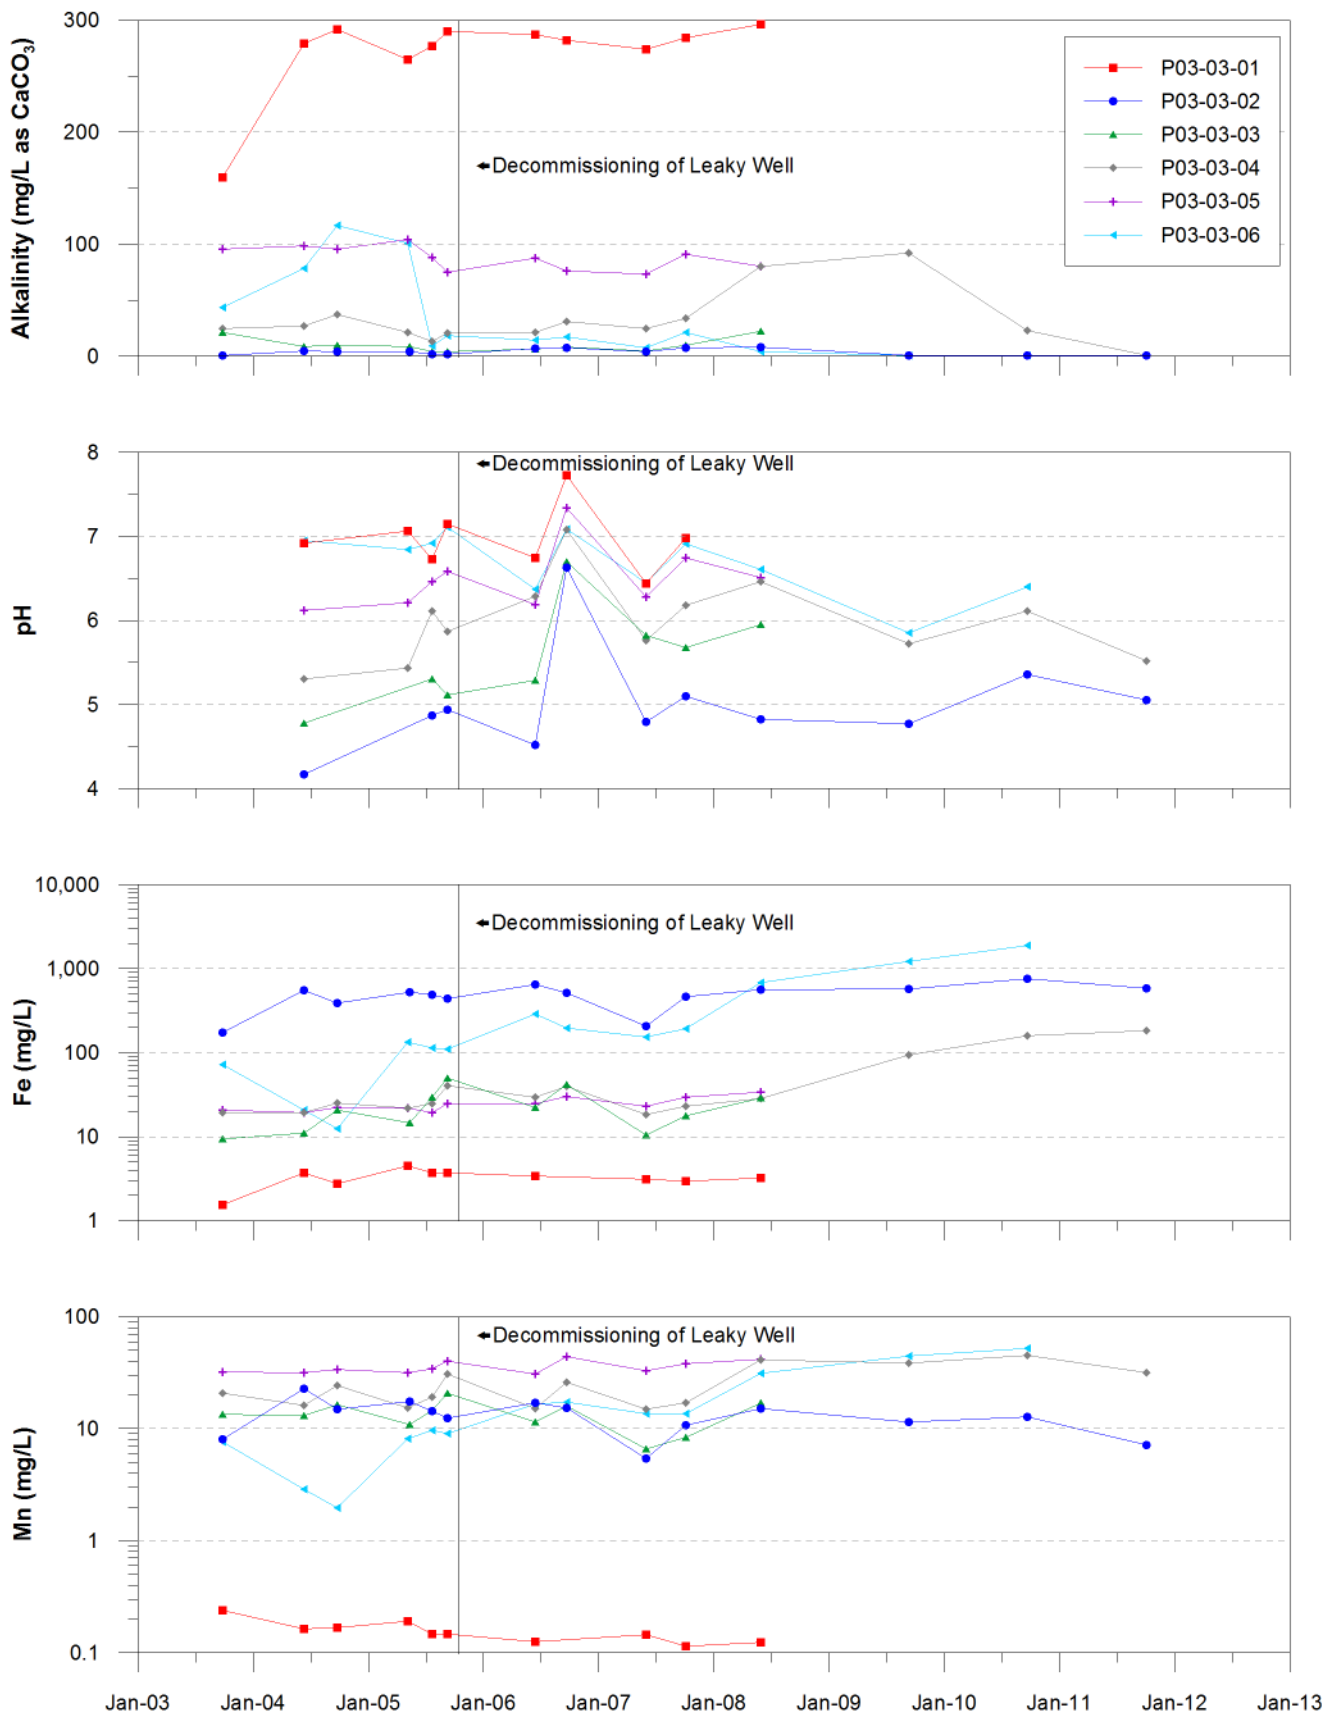 Alkalinity (mg/L as CaCO3)
300
200
100
0
←Decommissioning of Leaky Well
P03-03-01
P03-03-02
P03-03-03
P03-03-04
P03-03-05
P03-03-06
pH
8
7
6
5
4
←Decommissioning of Leaky Well
Fe (mg/L)
10,000
1,000
100
10
1
←Decommissioning of Leaky Well
Mn (mg/L)
100
10
1
0.1
←Decommissioning of Leaky Well
Jan-03 Jan-04 Jan-05 Jan-06 Jan-07 Jan-08 Jan-09 Jan-10 Jan-11 Jan-12 Jan-13